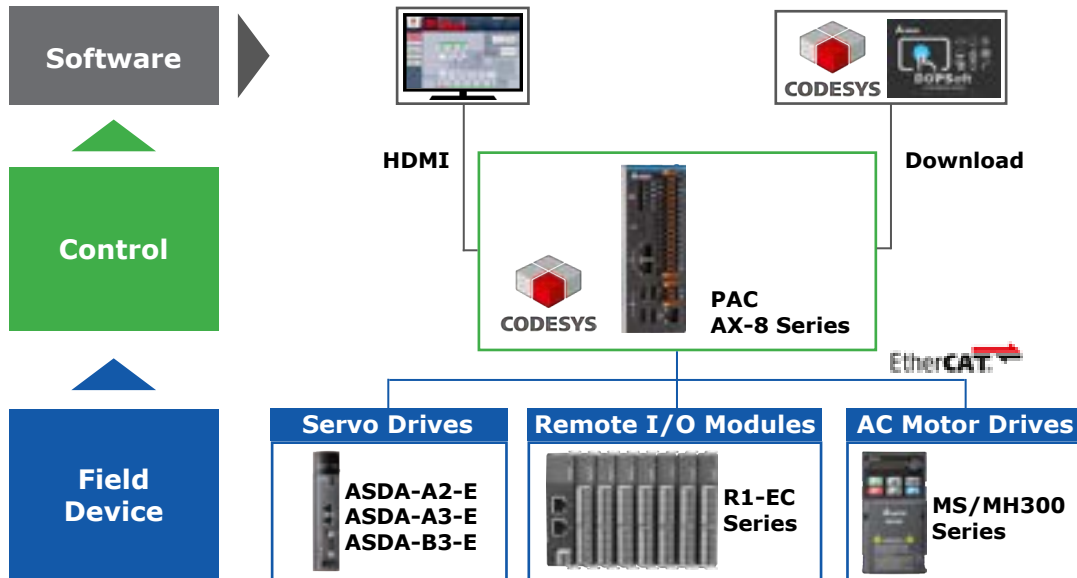 Software
CODESYS
DOPSoft
HDMI
Download
Control
CODESYS
PAC
AX-8 Series
EtherCAT
Servo Drives
Remote I/O Modules
AC Motor Drives
Field
Device
ASDA-A2-E
ASDA-A3-E
ASDA-B3-E
R1-EC
Series
MS/MH300
Series